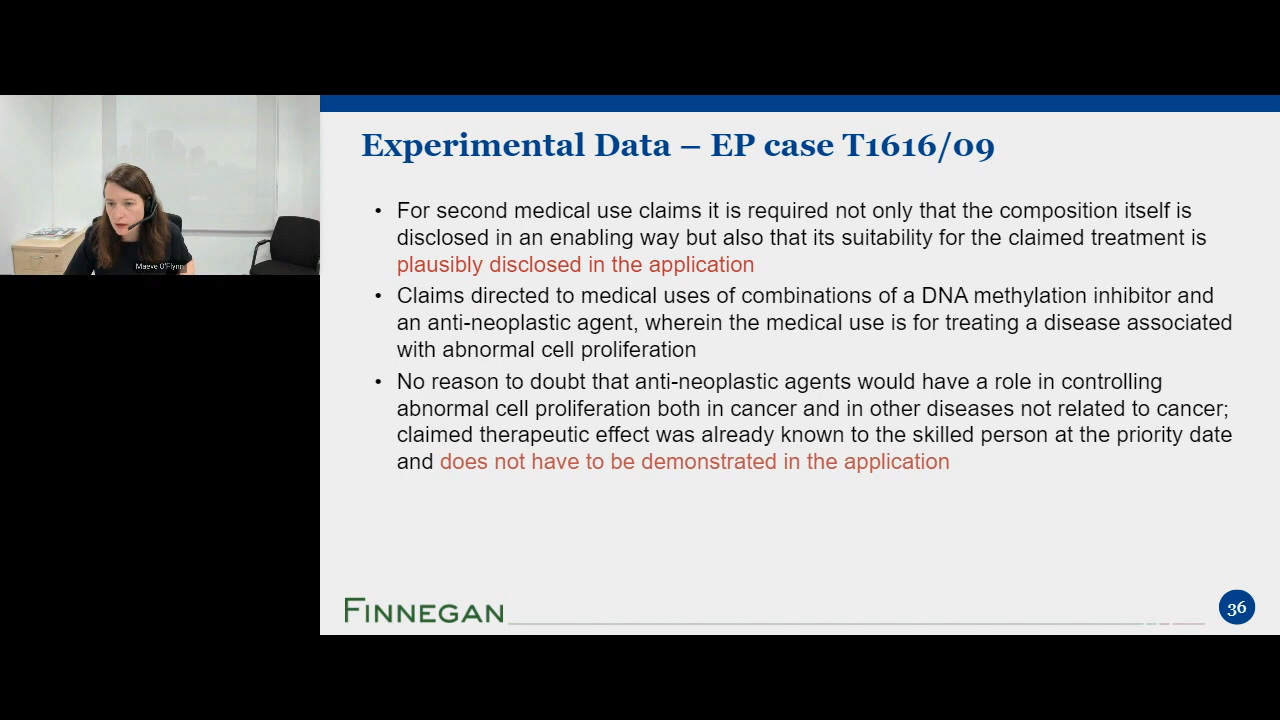 Experimental Data – EP case T1616/09
• For second medical use claims it is required not only that the composition itself is
disclosed in an enabling way but also that its suitability for the claimed treatment is
plausibly disclosed in the application
• Claims directed to medical uses of combinations of a DNA methylation inhibitor and
an anti-neoplastic agent, wherein the medical use is for treating a disease associated
with abnormal cell proliferation
• No reason to doubt that anti-neoplastic agents would have a role in controlling
abnormal cell proliferation both in cancer and in other diseases not related to cancer;
claimed therapeutic effect was already known to the skilled person at the priority date
and does not have to be demonstrated in the application
Maeve O'Flynn
FINNEGAN
36